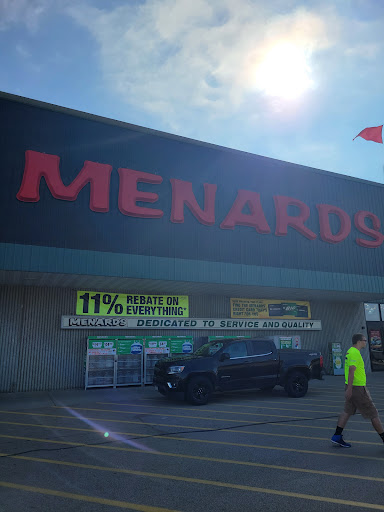 MENARDS
11% REBATE ON
EVERYTHING*
MENARDS DEDICATED TO SERVICE AND QUALITY